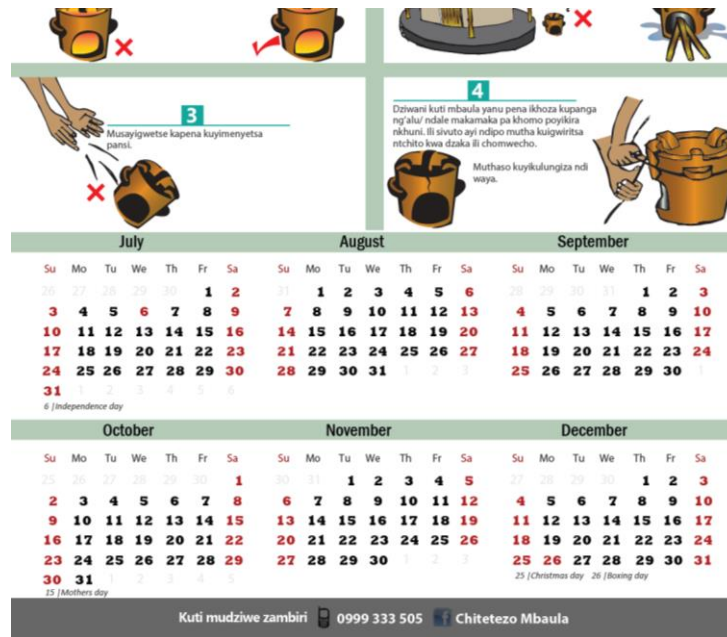 3
Musayigwetse kapena kuyimenyetsa
pansi.
4
Dziwani kuti mbaula yanu pena ikhoza kupanga
ng'alu/ ndale makamaka pa khomo poyikira
nkhuni. Ili sivuto ayi ndipo mutha kuigwiritsa
ntchito kwa dzaka ili chomwecho.
Muthaso kuyikulungiza ndi
waya.
July
Su Mo Tu We Th Fr Sa
26 27 28 29 30 1 2
3 4 5 6 7 8 9
10 11 12 13 14 15 16
17 18 19 20 21 22 23
24 25 26 27 28 29 30
31 1 2 3 4 5 6
6 |Independence day
August
Su Mo Tu We Th Fr Sa
31 1 2 3 4 5 6
7 8 9 10 11 12 13
14 15 16 17 18 19 20
21 22 23 24 25 26 27
28 29 30 31 1 2 3
September
Su Mo Tu We Th Fr Sa
28 29 30 31 1 2 3
4 5 6 7 8 9 10
11 12 13 14 15 16 17
18 19 20 21 22 23 24
25 26 27 28 29 30 1
October
Su Mo Tu We Th Fr Sa
25 26 27 28 29 30 1
2 3 4 5 6 7 8
9 10 11 12 13 14 15
16 17 18 19 20 21 22
23 24 25 26 27 28 29
30 31 1 2 3 4 5
15 |Mothers day
November
Su Mo Tu We Th Fr Sa
30 31 1 2 3 4 5
6 7 8 9 10 11 12
13 14 15 16 17 18 19
20 21 22 23 24 25 26
27 28 29 30 1 2 3
December
Su Mo Tu We Th Fr Sa
27 28 29 30 1 2 3
4 5 6 7 8 9 10
11 12 13 14 15 16 17
18 19 20 21 22 23 24
25 26 27 28 29 30 31
25 |Christmas day 26 |Boxing day
Kuti mudziwe zambiri 0999 333 505 Chitetezo Mbaula